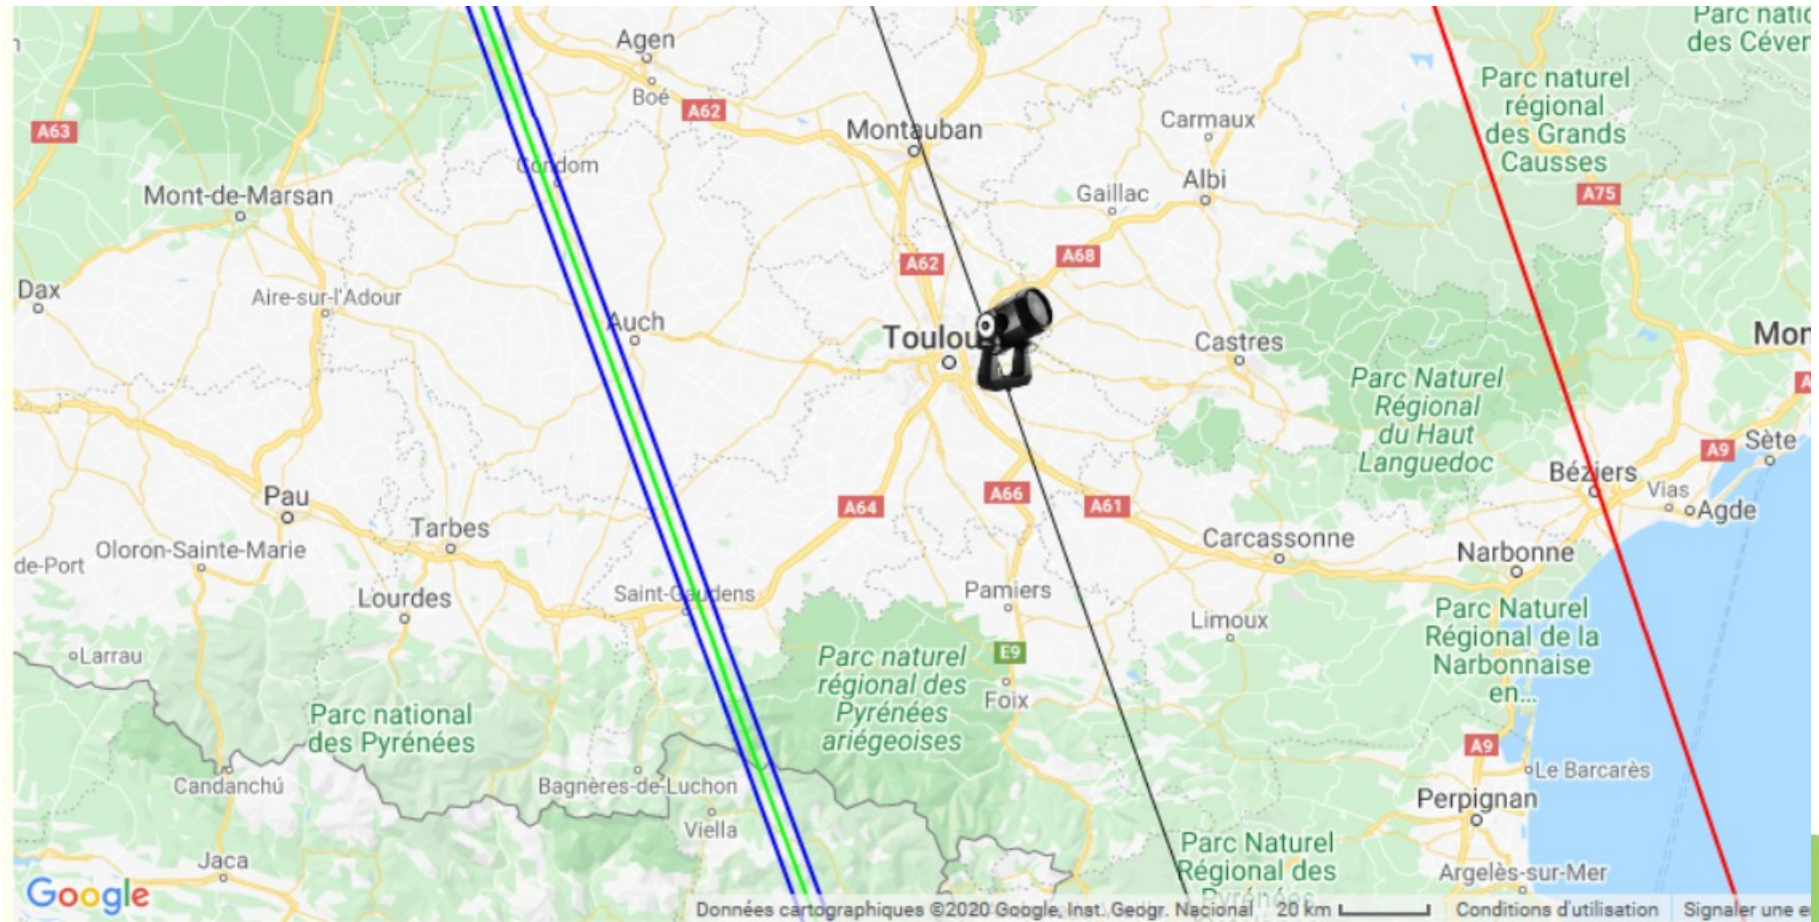 Parc natio
des Céven
Agen
Boé
A62
Parc naturel
régional
des Grands
Causses
A63
Montauban
Carmaux
Condom
Mont-de-Marsan
Gaillac
Albi
A75
A62
A68
Dax
Aire-sur-l'Adour
Auch
Toulou
Castres
Mon
Parc Naturel
Régional
du Haut
Languedoc
A
A9
Sète
Béziers
Vias
Agde
Pau
A64
A66
A61
Tarbes
Oloron-Sainte-Marie
de-Port
Carcassonne
Narbonne
Lourdes
Saint-Gaudens
Pamiers
Limoux
Parc Naturel
Régional de la
Narbonnaise
en...
Larrau
E9
Parc naturel
régional des
Pyrénées
ariégeoises
Foix
Parc national
des Pyrénées
A9
Le Barcarès
Candanchú
Bagnères-de-Luchon
Perpignan
Viella
Parc Naturel
Régional des
Pyrénées
Jaca
Argelès-sur-Mer
Google
Données cartographiques ©2020 Google, Inst. Geogr. Nacional
20 km
Conditions d'utilisation
Signaler une e